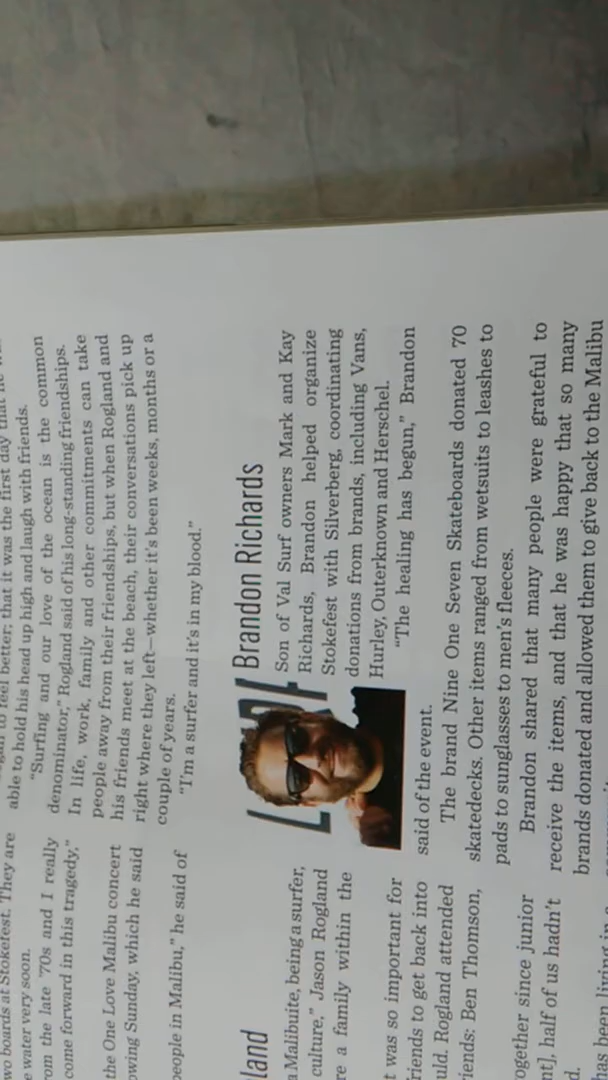 wo boards at Stokefest. They are
e water very soon.
rom the late '70s and I really
come forward in this tragedy,"
the One Love Malibu concert
owing Sunday, which he said
people in Malibu," he said of
land
a Malibuite, being a surfer,
culture," Jason Rogland
re a family within the
t was so important for
riends to get back into
uld. Rogland attended
iends: Ben Thomson,
ogether since junior
nt], half of us hadn't
d.
has been living in a
to feel better; that it was the first day that he
able to hold his head up high and laugh with friends.
"Surfing and our love of the ocean is the common
denominator," Rogland said of his long-standing friendships.
In life, work, family and other commitments can take
people away from their friendships, but when Rogland and
his friends meet at the beach, their conversations pick up
right where they left—whether it's been weeks, months or a
couple of years.
"I'm a surfer and it's in my blood."
Brandon Richards
Son of Val Surf owners Mark and Kay
Richards, Brandon helped organize
Stokefest with Silverberg, coordinating
donations from brands, including Vans,
Hurley, Outerknown and Herschel.
"The healing has begun," Brandon
said of the event.
The brand Nine One Seven Skateboards donated 70
skatedecks. Other items ranged from wetsuits to leashes to
pads to sunglasses to men's fleeces.
Brandon shared that many people were grateful to
receive the items, and that he was happy that so many
brands donated and allowed them to give back to the Malibu